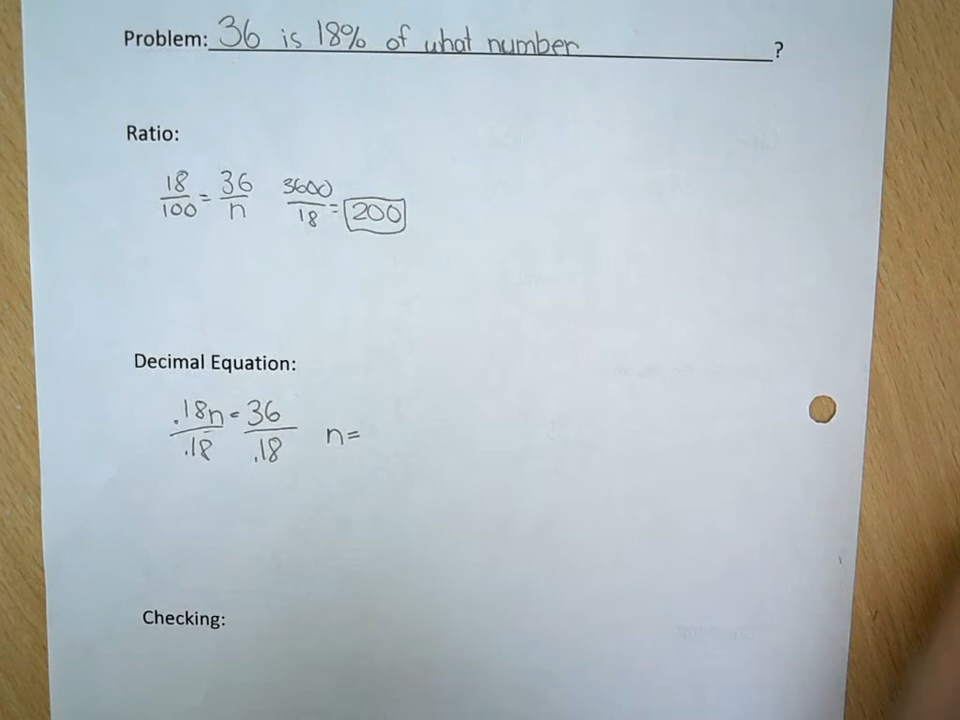 Problem: 36 is 18% of what number ?
Ratio:
18/100 = 36/n 3600/18 = 200
Decimal Equation:
.18n/.18 = 36/.18 n=
Checking: